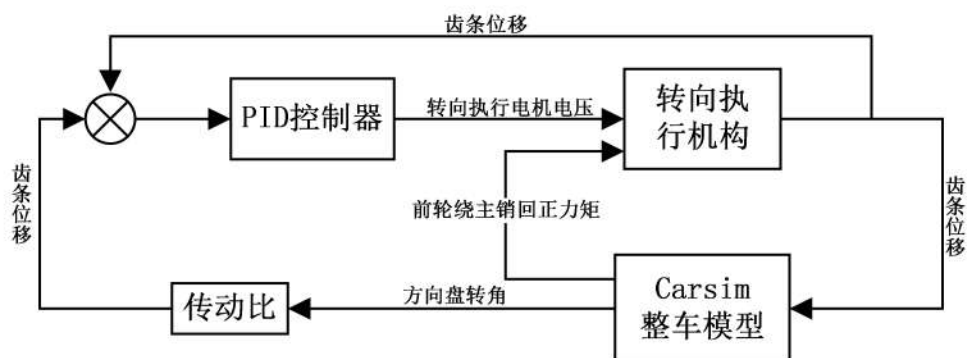 齿条位移
PID控制器
转向执行电机电压
转向执
行机构
齿条位移
前轮绕主销回正力矩
齿条位移
传动比
方向盘转角
Carsim
整车模型